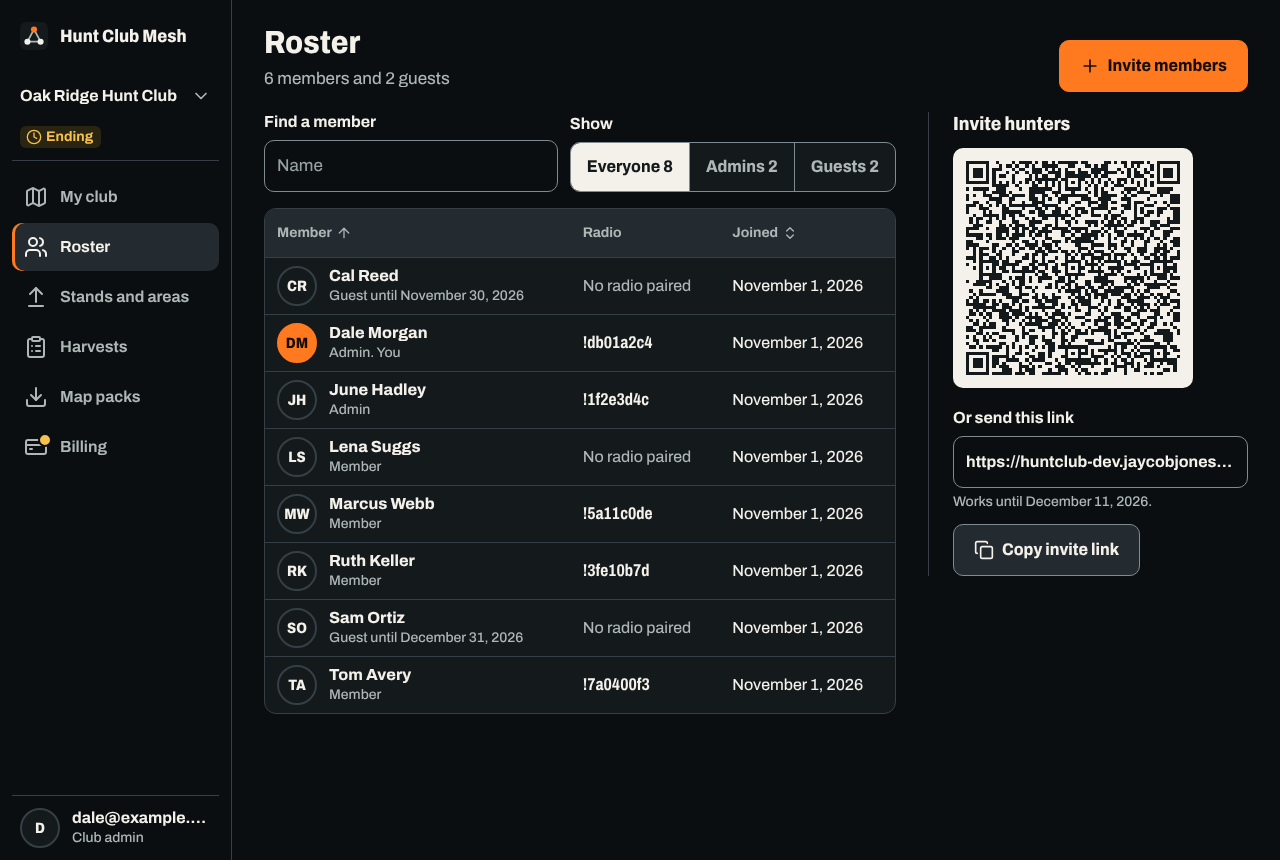 Hunt Club Mesh
Oak Ridge Hunt Club
Ending
My club
Roster
Stands and areas
Harvests
Map packs
Billing
D
dale@example....
Club admin
Roster
6 members and 2 guests
Invite members
Find a member
Name
Show
Everyone 8
Admins 2
Guests 2
Member
Radio
Joined
CR
Cal Reed
Guest until November 30, 2026
No radio paired
November 1, 2026
DM
Dale Morgan
Admin. You
!db01a2c4
November 1, 2026
JH
June Hadley
Admin
!1f2e3d4c
November 1, 2026
LS
Lena Suggs
Member
No radio paired
November 1, 2026
MW
Marcus Webb
Member
!5a11c0de
November 1, 2026
RK
Ruth Keller
Member
!3fe10b7d
November 1, 2026
SO
Sam Ortiz
Guest until December 31, 2026
No radio paired
November 1, 2026
TA
Tom Avery
Member
!7a0400f3
November 1, 2026
Invite hunters
Or send this link
https://huntclub-dev.jaycobjones...
Works until December 11, 2026.
Copy invite link